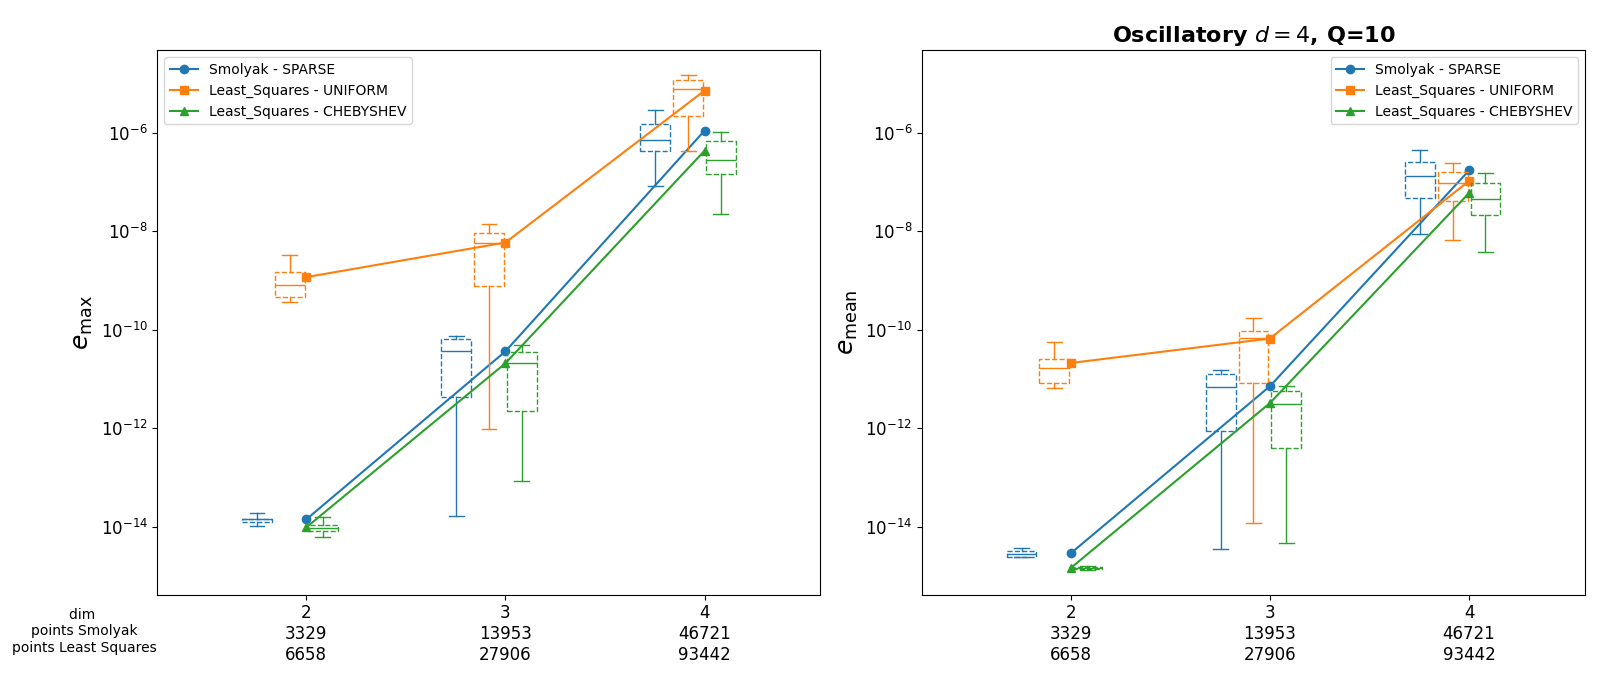 Oscillatory d = 4, Q=10
Smolyak - SPARSE
Least_Squares - UNIFORM
Least_Squares - CHEBYSHEV
e_max
10^{-6}
10^{-8}
10^{-10}
10^{-12}
10^{-14}
dim
points Smolyak
points Least Squares
2 3 4
3329 13953 46721
6658 27906 93442
Smolyak - SPARSE
Least_Squares - UNIFORM
Least_Squares - CHEBYSHEV
e_mean
10^{-6}
10^{-8}
10^{-10}
10^{-12}
10^{-14}
2 3 4
3329 13953 46721
6658 27906 93442